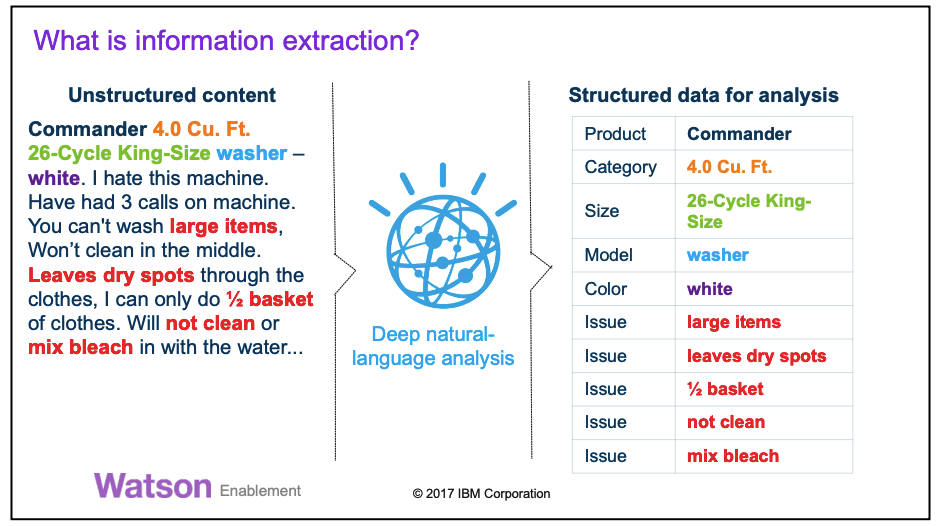 What is information extraction?
Unstructured content
Commander 4.0 Cu. Ft.
26-Cycle King-Size washer –
white. I hate this machine.
Have had 3 calls on machine.
You can't wash large items,
Won’t clean in the middle.
Leaves dry spots through the
clothes, I can only do ½ basket
of clothes. Will not clean or
mix bleach in with the water...
Deep natural-
language analysis
Structured data for analysis
Product Commander
Category 4.0 Cu. Ft.
Size 26-Cycle King-
Size
Model washer
Color white
Issue large items
Issue leaves dry spots
Issue ½ basket
Issue not clean
Issue mix bleach
Watson Enablement
© 2017 IBM Corporation